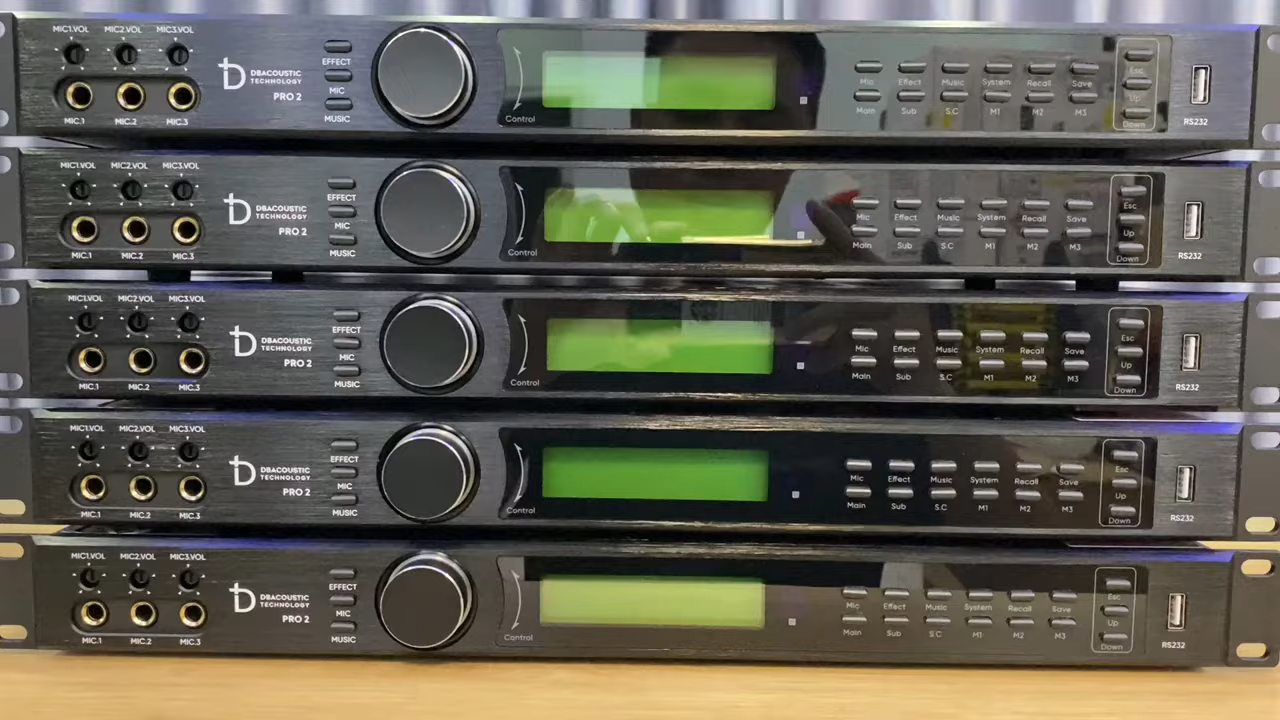 MIC1.VOL MIC2.VOL MIC3.VOL
MIC.1 MIC.2 MIC.3
DBACOUSTIC
TECHNOLOGY
PRO 2
EFFECT
MIC
MUSIC
Control
Mic Effect Music System Recall Save
Main Sub S.C M1 M2 M3
Esc
Up
Down
RS232
MIC1.VOL MIC2.VOL MIC3.VOL
MIC.1 MIC.2 MIC.3
DBACOUSTIC
TECHNOLOGY
PRO 2
EFFECT
MIC
MUSIC
Control
Mic Effect Music System Recall Save
Main Sub S.C M1 M2 M3
Esc
Up
Down
RS232
MIC1.VOL MIC2.VOL MIC3.VOL
MIC.1 MIC.2 MIC.3
DBACOUSTIC
TECHNOLOGY
PRO 2
EFFECT
MIC
MUSIC
Control
Mic Effect Music System Recall Save
Main Sub S.C M1 M2 M3
Esc
Up
Down
RS232
MIC1.VOL MIC2.VOL MIC3.VOL
MIC.1 MIC.2 MIC.3
DBACOUSTIC
TECHNOLOGY
PRO 2
EFFECT
MIC
MUSIC
Control
Mic Effect Music System Recall Save
Main Sub S.C M1 M2 M3
Esc
Up
Down
RS232
MIC1.VOL MIC2.VOL MIC3.VOL
MIC.1 MIC.2 MIC.3
DBACOUSTIC
TECHNOLOGY
PRO 2
EFFECT
MIC
MUSIC
Control
Mic Effect Music System Recall Save
Main Sub S.C M1 M2 M3
Esc
Up
Down
RS232